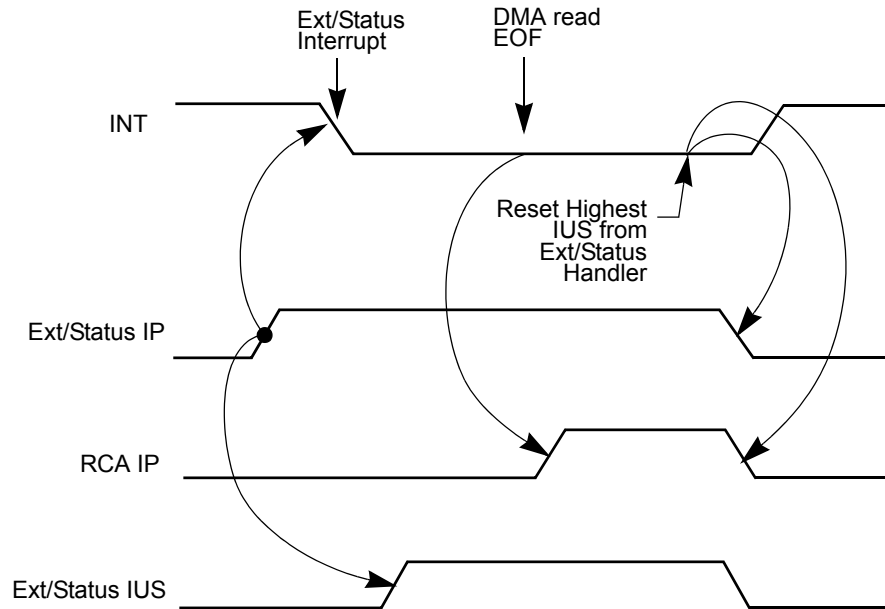 Ext/Status
Interrupt
DMA read
EOF
INT
Reset Highest
IUS from
Ext/Status
Handler
Ext/Status IP
RCA IP
Ext/Status IUS